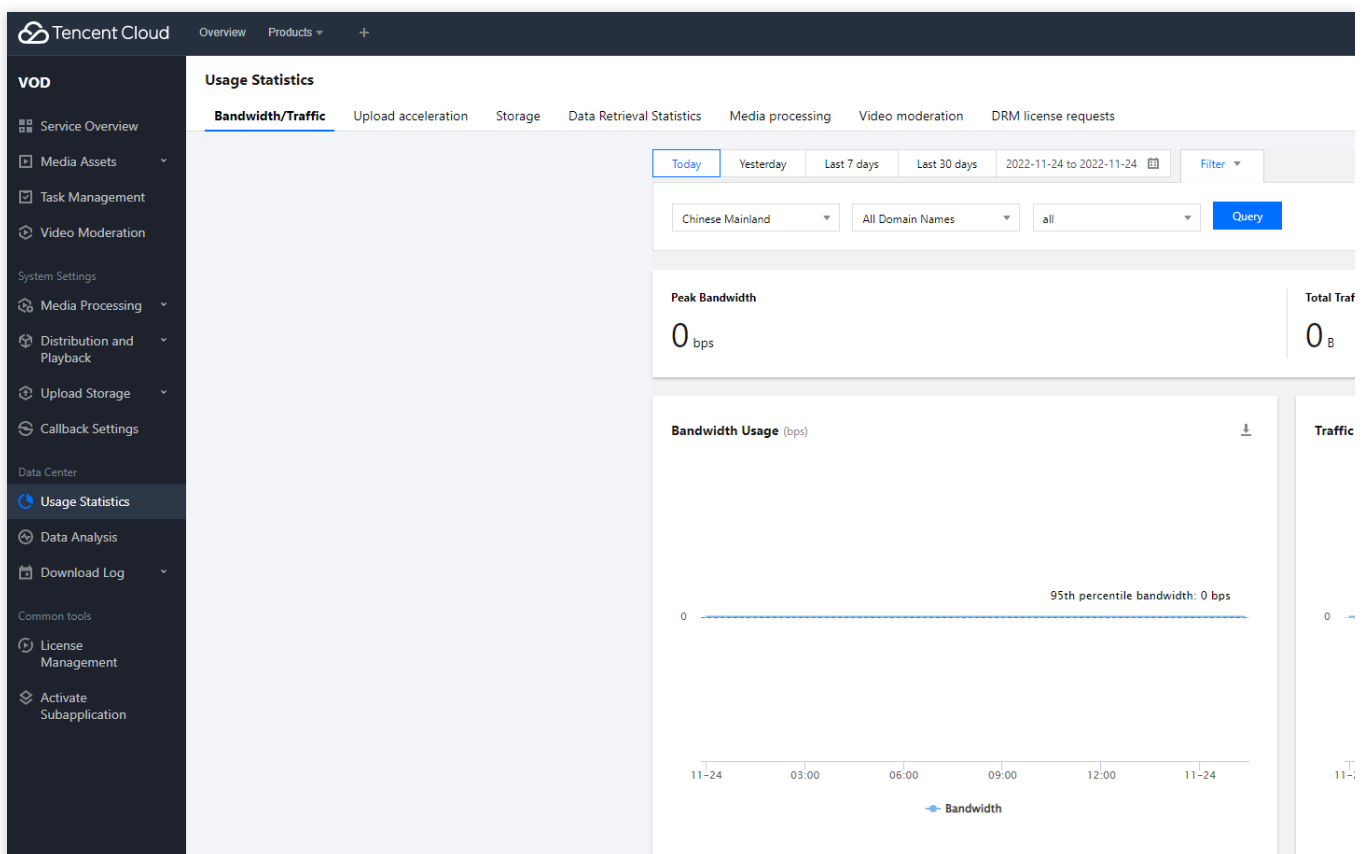 Tencent Cloud
Overview
Products
VOD
Service Overview
Media Assets
Task Management
Video Moderation
System Settings
Media Processing
Distribution and
Playback
Upload Storage
Callback Settings
Data Center
Usage Statistics
Data Analysis
Download Log
Common tools
License
Management
Activate
Subapplication
Usage Statistics
Bandwidth/Traffic
Upload acceleration
Storage
Data Retrieval Statistics
Media processing
Video moderation
DRM license requests
Today
Yesterday
Last 7 days
Last 30 days
2022-11-24 to 2022-11-24
Filter
Chinese Mainland
All Domain Names
all
Query
Peak Bandwidth
0 bps
Total Traf
0 B
Bandwidth Usage (bps)
95th percentile bandwidth: 0 bps
0
11-24 03:00 06:00 09:00 12:00 11-24
Bandwidth
Traffic
0
11-2